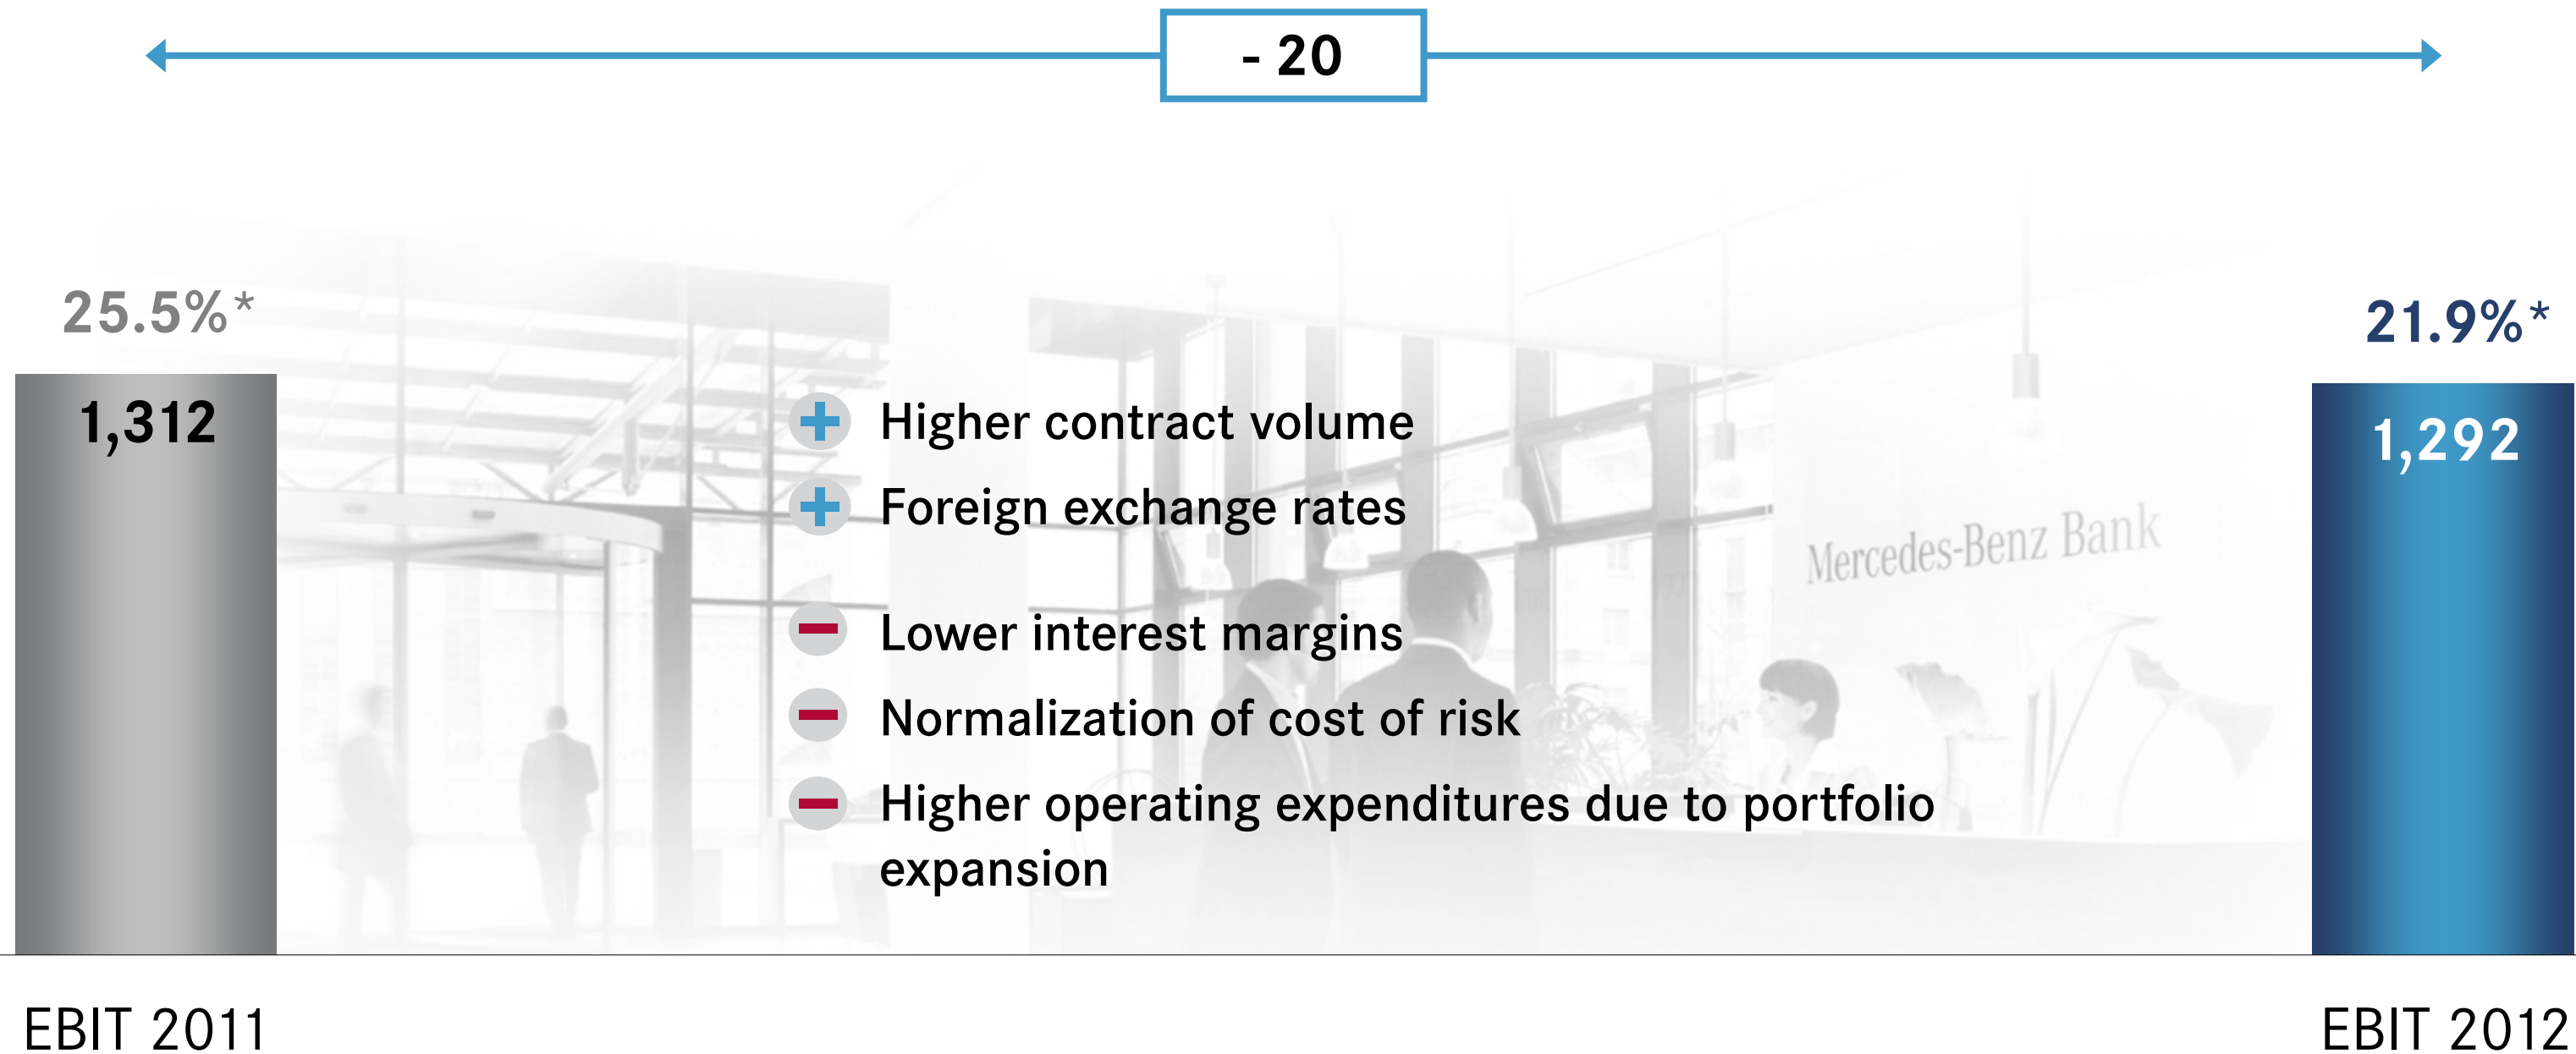 - 20
25.5%*
21.9%*
1,312
1,292
Higher contract volume
Foreign exchange rates
Mercedes-Benz Bank
Lower interest margins
Normalization of cost of risk
Higher operating expenditures due to portfolio
expansion
EBIT 2011
EBIT 2012